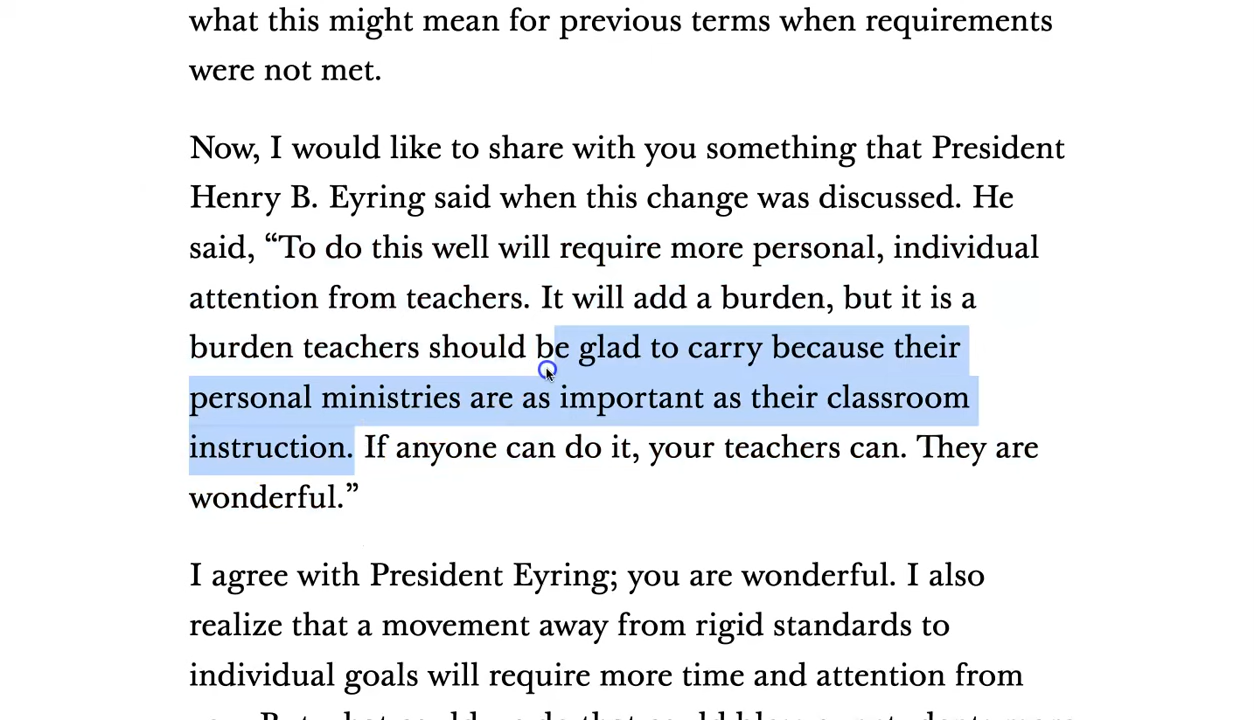 what this might mean for previous terms when requirements
were not met.
Now, I would like to share with you something that President
Henry B. Eyring said when this change was discussed. He
said, “To do this well will require more personal, individual
attention from teachers. It will add a burden, but it is a
burden teachers should be glad to carry because their
personal ministries are as important as their classroom
instruction. If anyone can do it, your teachers can. They are
wonderful.”
I agree with President Eyring; you are wonderful. I also
realize that a movement away from rigid standards to
individual goals will require more time and attention from